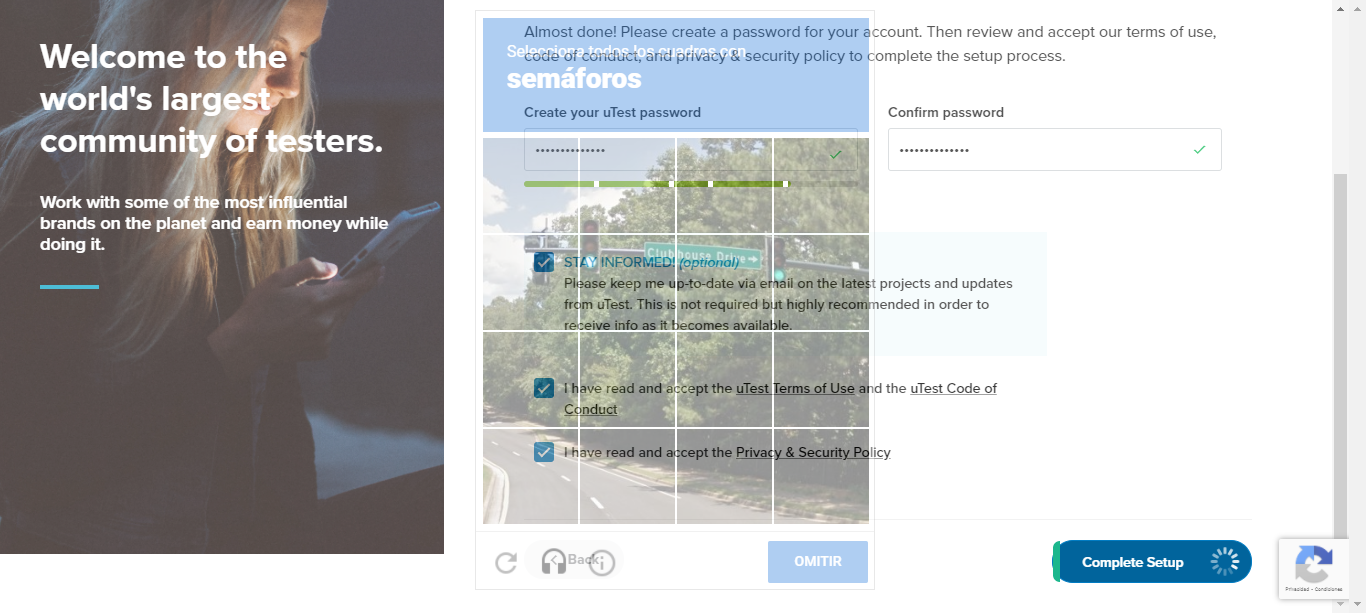 Welcome to the
world's largest
community of testers.
Work with some of the most influential
brands on the planet and earn money while
doing it.
Almost done! Please create a password for your account. Then review and accept our terms of use,
code of conduct, and privacy & security policy to complete the setup process.
Selecciona todos los cuadros con
semáforos
Create your uTest password
Confirm password
Clubhouse Drive
STAY INFORMED! (optional)
Please keep me up-to-date via email on the latest projects and updates
from uTest. This is not required but highly recommended in order to
receive info as it becomes available.
I have read and accept the uTest Terms of Use and the uTest Code of
Conduct
I have read and accept the Privacy & Security Policy
Back
OMITIR
Complete Setup
Privacidad - Condiciones